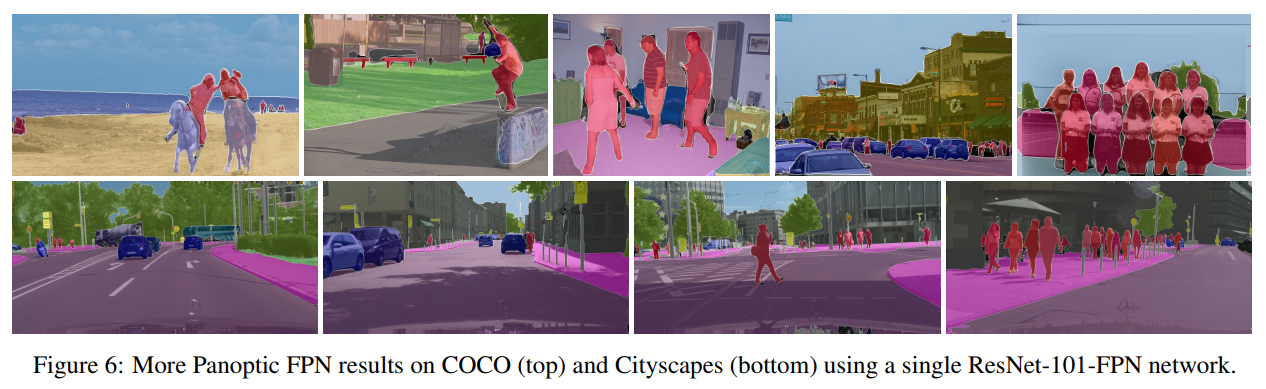 Figure 6: More Panoptic FPN results on COCO (top) and Cityscapes (bottom) using a single ResNet-101-FPN network.